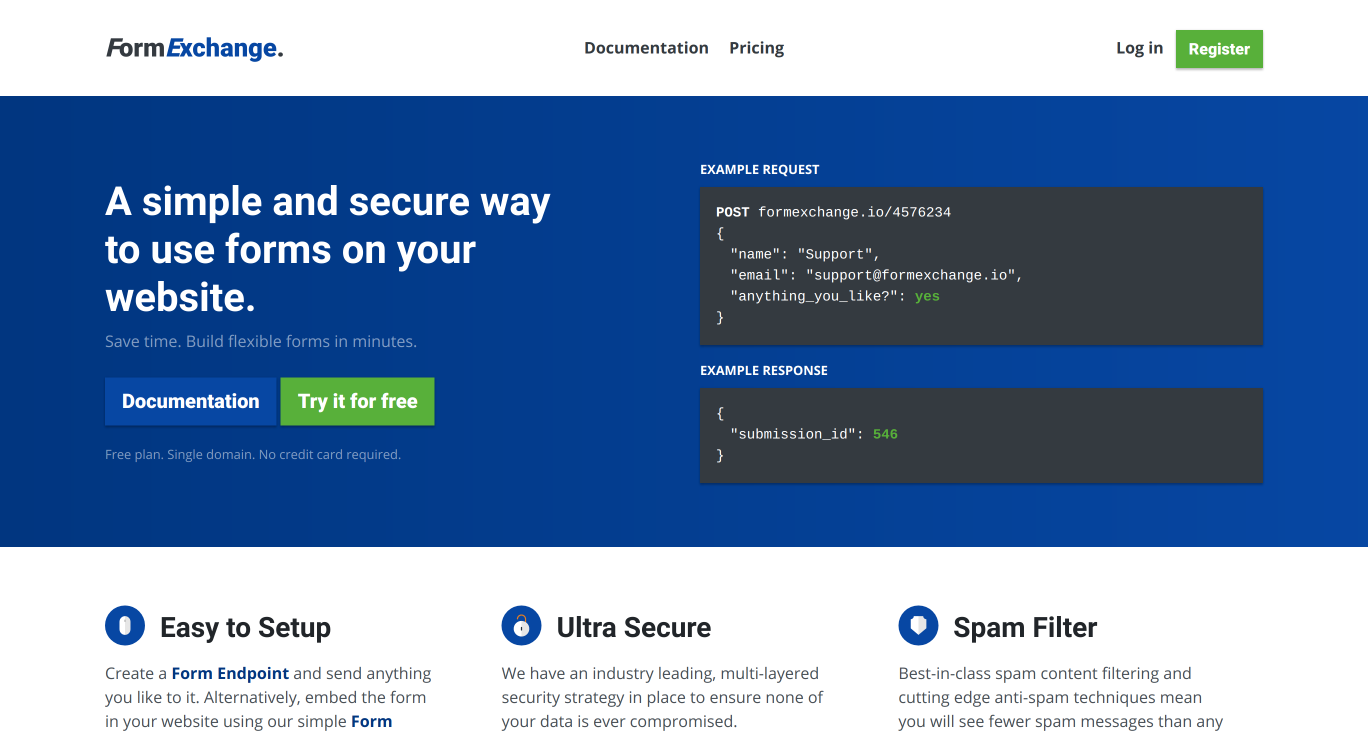 FormExchange.
Documentation Pricing
Log in Register
A simple and secure way
to use forms on your
website.
Save time. Build flexible forms in minutes.
Documentation Try it for free
Free plan. Single domain. No credit card required.
EXAMPLE REQUEST
POST formexchange.io/4576234
{
"name": "Support",
"email": "support@formexchange.io",
"anything_you_like?": yes
}
EXAMPLE RESPONSE
{
"submission_id": 546
}
Easy to Setup
Create a Form Endpoint and send anything
you like to it. Alternatively, embed the form
in your website using our simple Form
Ultra Secure
We have an industry leading, multi-layered
security strategy in place to ensure none of
your data is ever compromised.
Spam Filter
Best-in-class spam content filtering and
cutting edge anti-spam techniques mean
you will see fewer spam messages than any